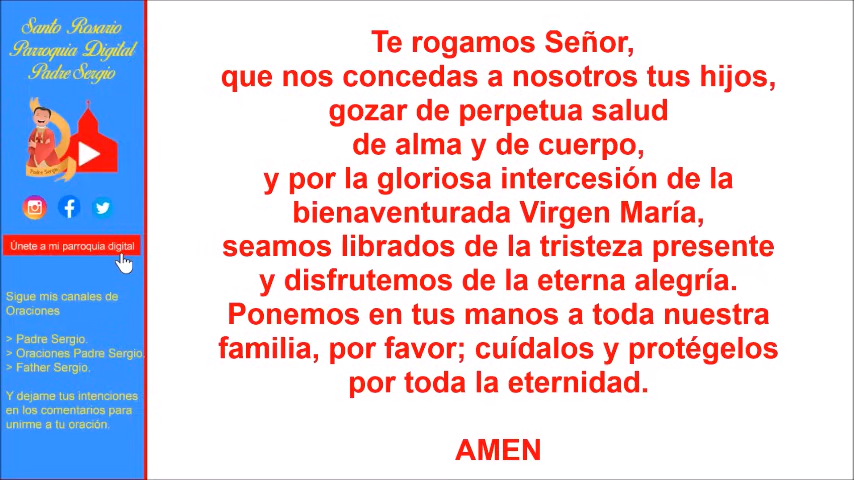 Santo Rosario
Parroquia Digital
Padre Sergio
Padre Sergio
Únete a mi parroquia digital
Sigue mis canales de
Oraciones
> Padre Sergio.
> Oraciones Padre Sergio.
> Father Sergio.
Y dejame tus intenciones
en los comentarios para
unirme a tu oración.
Te rogamos Señor,
que nos concedas a nosotros tus hijos,
gozar de perpetua salud
de alma y de cuerpo,
y por la gloriosa intercesión de la
bienaventurada Virgen María,
seamos librados de la tristeza presente
y disfrutemos de la eterna alegría.
Ponemos en tus manos a toda nuestra
familia, por favor; cuídalos y protégelos
por toda la eternidad.
AMEN